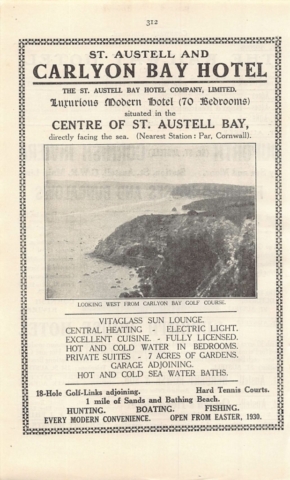 312
ST. AUSTELL AND
CARLYON BAY HOTEL
THE ST. AUSTELL BAY HOTEL COMPANY, LIMITED.
Luxurious Modern Hotel (70 Bedrooms)
situated in the
CENTRE OF ST. AUSTELL BAY,
directly facing the sea. (Nearest Station : Par, Cornwall).
LOOKING WEST FROM CARLYON BAY GOLF COURSE.
VITAGLASS SUN LOUNGE.
CENTRAL HEATING - ELECTRIC LIGHT.
EXCELLENT CUISINE. - FULLY LICENSED.
HOT AND COLD WATER IN BEDROOMS.
PRIVATE SUITES - 7 ACRES OF GARDENS.
GARAGE ADJOINING.
HOT AND COLD SEA WATER BATHS.
18-Hole Golf-Links adjoining. Hard Tennis Courts.
1 mile of Sands and Bathing Beach.
HUNTING. BOATING. FISHING.
EVERY MODERN CONVENIENCE. OPEN FROM EASTER, 1930.